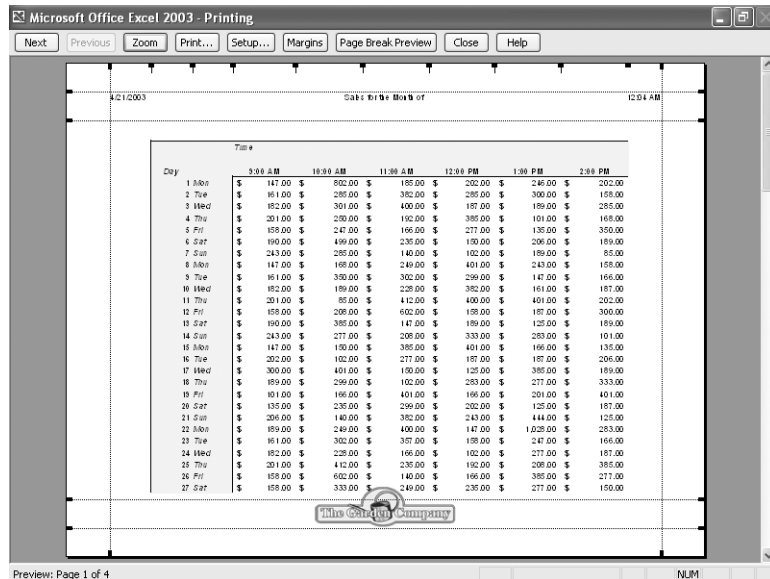 Microsoft Office Excel 2003 - Printing
Next Previous Zoom Print... Setup... Margins Page Break Preview Close Help
4/21/2003 Sales for the Month of 12:04 AM
Time
Day 9:00 AM 10:00 AM 11:00 AM 12:00 PM 1:00 PM 2:00 PM
1 Mon $ 147.00 $ 802.00 $ 185.00 $ 202.00 $ 246.00 $ 202.00
2 Tue $ 161.00 $ 285.00 $ 382.00 $ 285.00 $ 300.00 $ 158.00
3 Wed $ 182.00 $ 301.00 $ 400.00 $ 187.00 $ 189.00 $ 285.00
4 Thu $ 201.00 $ 250.00 $ 192.00 $ 385.00 $ 101.00 $ 168.00
5 Fri $ 158.00 $ 247.00 $ 166.00 $ 277.00 $ 135.00 $ 350.00
6 Sat $ 190.00 $ 499.00 $ 235.00 $ 150.00 $ 206.00 $ 189.00
7 Sun $ 243.00 $ 285.00 $ 140.00 $ 102.00 $ 189.00 $ 85.00
8 Mon $ 147.00 $ 168.00 $ 249.00 $ 401.00 $ 243.00 $ 158.00
9 Tue $ 161.00 $ 350.00 $ 302.00 $ 299.00 $ 147.00 $ 166.00
10 Wed $ 182.00 $ 189.00 $ 228.00 $ 382.00 $ 161.00 $ 187.00
11 Thu $ 201.00 $ 85.00 $ 412.00 $ 400.00 $ 401.00 $ 202.00
12 Fri $ 158.00 $ 208.00 $ 602.00 $ 158.00 $ 187.00 $ 300.00
13 Sat $ 190.00 $ 385.00 $ 147.00 $ 189.00 $ 125.00 $ 189.00
14 Sun $ 243.00 $ 277.00 $ 208.00 $ 333.00 $ 283.00 $ 101.00
15 Mon $ 147.00 $ 150.00 $ 385.00 $ 401.00 $ 166.00 $ 135.00
16 Tue $ 202.00 $ 102.00 $ 277.00 $ 187.00 $ 187.00 $ 206.00
17 Wed $ 300.00 $ 401.00 $ 150.00 $ 125.00 $ 385.00 $ 189.00
18 Thu $ 189.00 $ 299.00 $ 102.00 $ 283.00 $ 277.00 $ 333.00
19 Fri $ 101.00 $ 166.00 $ 401.00 $ 166.00 $ 201.00 $ 401.00
20 Sat $ 135.00 $ 235.00 $ 299.00 $ 202.00 $ 125.00 $ 187.00
21 Sun $ 206.00 $ 140.00 $ 382.00 $ 243.00 $ 444.00 $ 125.00
22 Mon $ 189.00 $ 249.00 $ 400.00 $ 147.00 $ 1,028.00 $ 283.00
23 Tue $ 161.00 $ 302.00 $ 357.00 $ 158.00 $ 247.00 $ 166.00
24 Wed $ 182.00 $ 228.00 $ 166.00 $ 102.00 $ 277.00 $ 187.00
25 Thu $ 201.00 $ 412.00 $ 235.00 $ 192.00 $ 208.00 $ 385.00
26 Fri $ 158.00 $ 602.00 $ 140.00 $ 166.00 $ 385.00 $ 277.00
27 Sat $ 158.00 $ 333.00 $ 249.00 $ 235.00 $ 277.00 $ 150.00
The Garden Company
Preview: Page 1 of 4 NUM